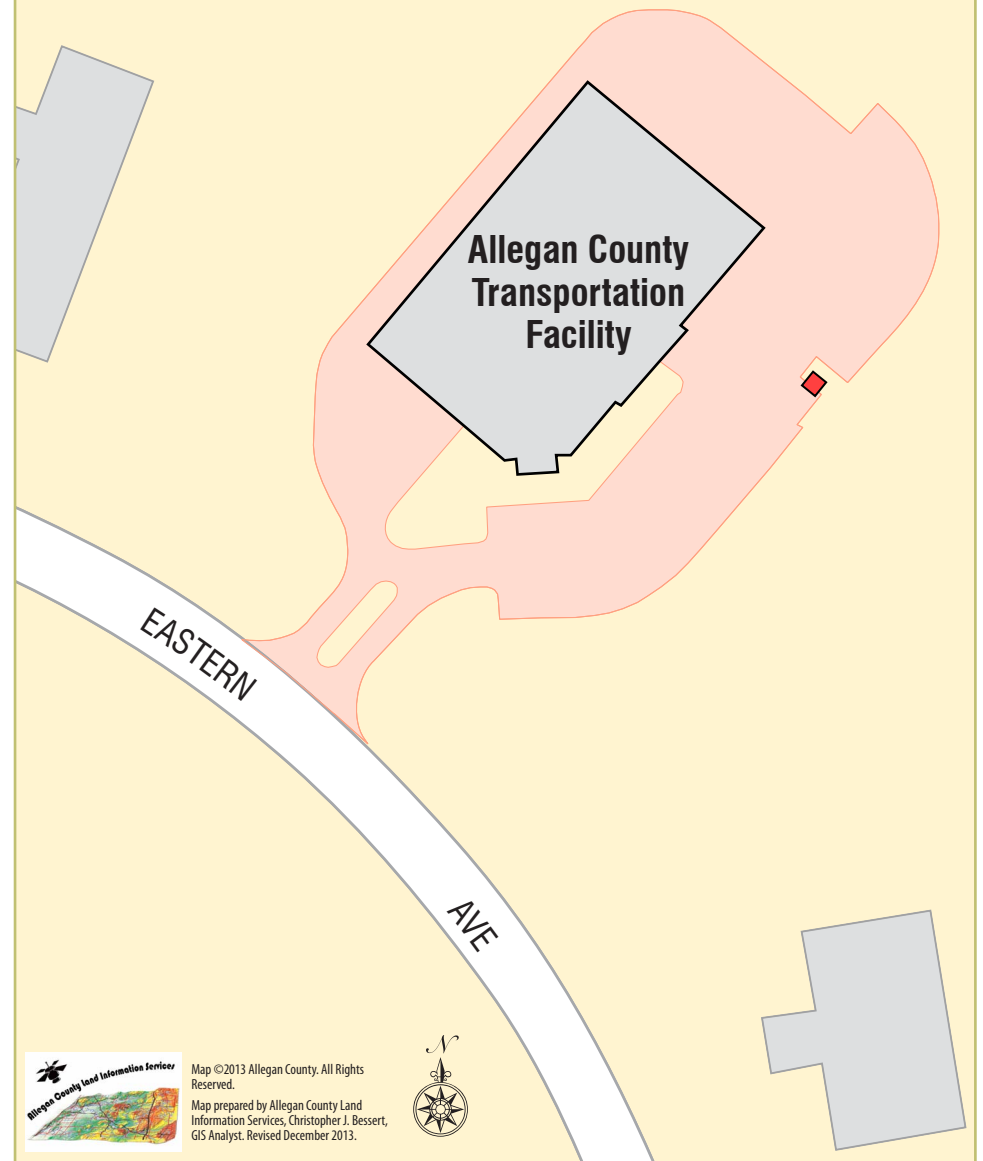 Allegan County
Transportation
Facility
EASTERN
AVE
Allegan County Land Information Services
Map ©2013 Allegan County. All Rights
Reserved.
Map prepared by Allegan County Land
Information Services, Christopher J. Bessert,
GIS Analyst. Revised December 2013.
N